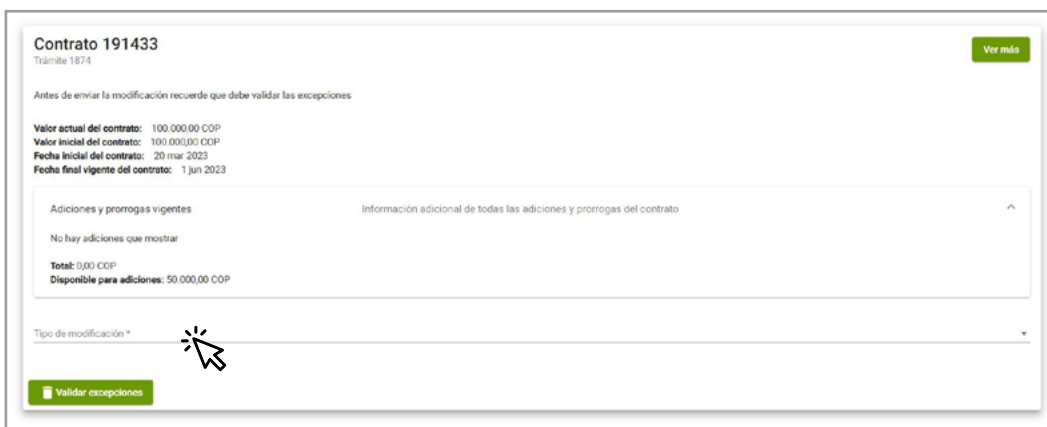 Contrato 191433
Ver más
Trámite 1874
Antes de enviar la modificación recuerde que debe validar las excepciones
Valor actual del contrato: 100.000,00 COP
Valor inicial del contrato: 100.000,00 COP
Fecha inicial del contrato: 20 mar 2023
Fecha final vigente del contrato: 1 jun 2023
Adiciones y prorrogas vigentes Información adicional de todas las adiciones y prorrogas del contrato
No hay adiciones que mostrar
Total: 0,00 COP
Disponible para adiciones: 50.000,00 COP
Tipo de modificación *
Validar excepciones